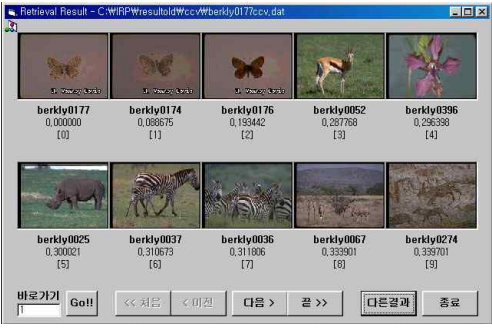 Retrieval Result - C:₩IRP₩resultold₩ccv₩berkly0177ccv,dat
berkly0177 berkly0174 berkly0176 berkly0052 berkly0396
0,000000 0,088675 0,193442 0,287768 0,296398
[0] [1] [2] [3] [4]
berkly0025 berkly0037 berkly0036 berkly0067 berkly0274
0,300021 0,310673 0,311806 0,333901 0,339701
[5] [6] [7] [8] [9]
바로가기
1
Go!!
<< 처음
< 이전
다음 >
끝 >>
다른결과
종료